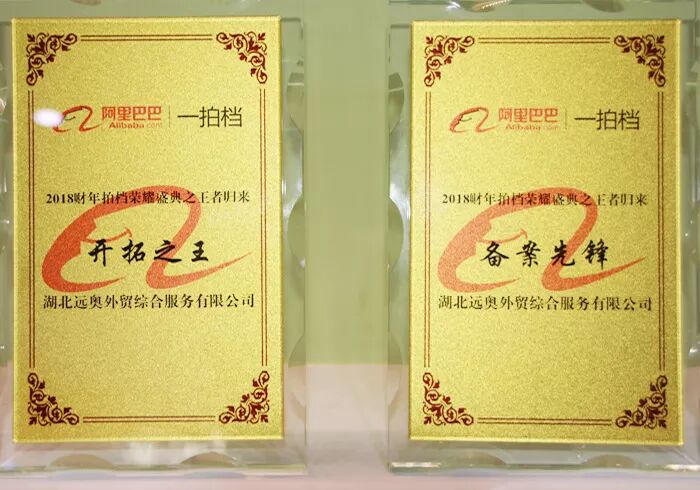 阿里巴巴 一拍档
Alibaba.com
2018财年拍档荣耀盛典之王者归来
开拓之王
湖北远奥外贸综合服务有限公司
阿里巴巴 一拍档
Alibaba.com
2018财年拍档荣耀盛典之王者归来
备案先锋
湖北远奥外贸综合服务有限公司